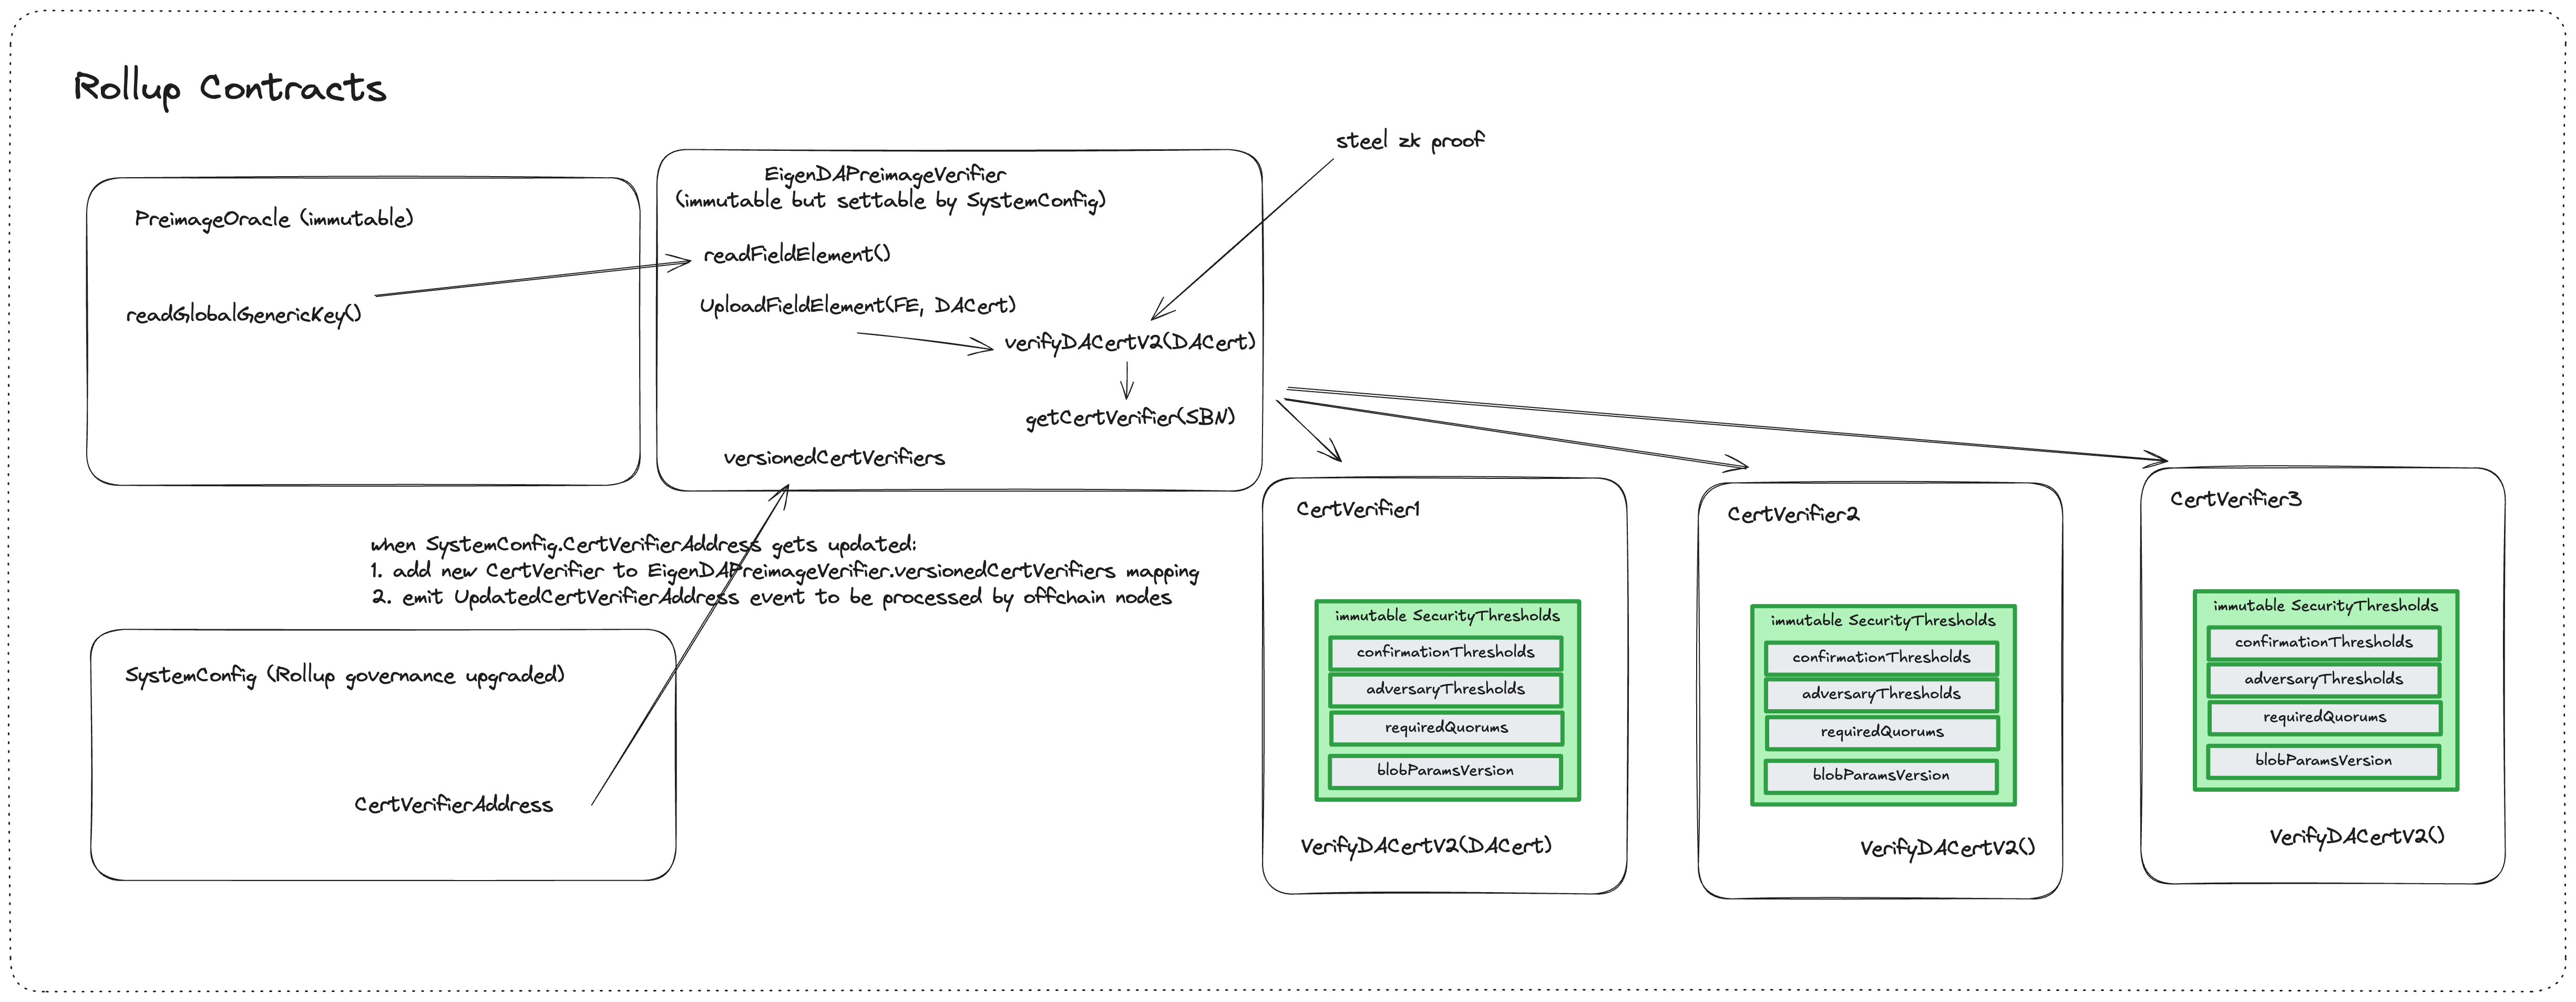 Rollup Contracts
steel zk proof
PreimageOracle (immutable)
readGlobalGenericKey()
EigenDAPreimageVerifier
(immutable but settable by SystemConfig)
readFieldElement()
UploadFieldElement(FE, DACert)
verifyDACertV2(DACert)
getCertVerifier(SBN)
versionedCertVerifiers
when SystemConfig.CertVerifierAddress gets updated:
1. add new CertVerifier to EigenDAPreimageVerifier.versionedCertVerifiers mapping
2. emit UpdatedCertVerifierAddress event to be processed by offchain nodes
SystemConfig (Rollup governance upgraded)
CertVerifierAddress
CertVerifier1
immutable SecurityThresholds
confirmationThresholds
adversaryThresholds
requiredQuorums
blobParamsVersion
VerifyDACertV2(DACert)
CertVerifier2
immutable SecurityThresholds
confirmationThresholds
adversaryThresholds
requiredQuorums
blobParamsVersion
VerifyDACertV2()
CertVerifier3
immutable SecurityThresholds
confirmationThresholds
adversaryThresholds
requiredQuorums
blobParamsVersion
VerifyDACertV2()